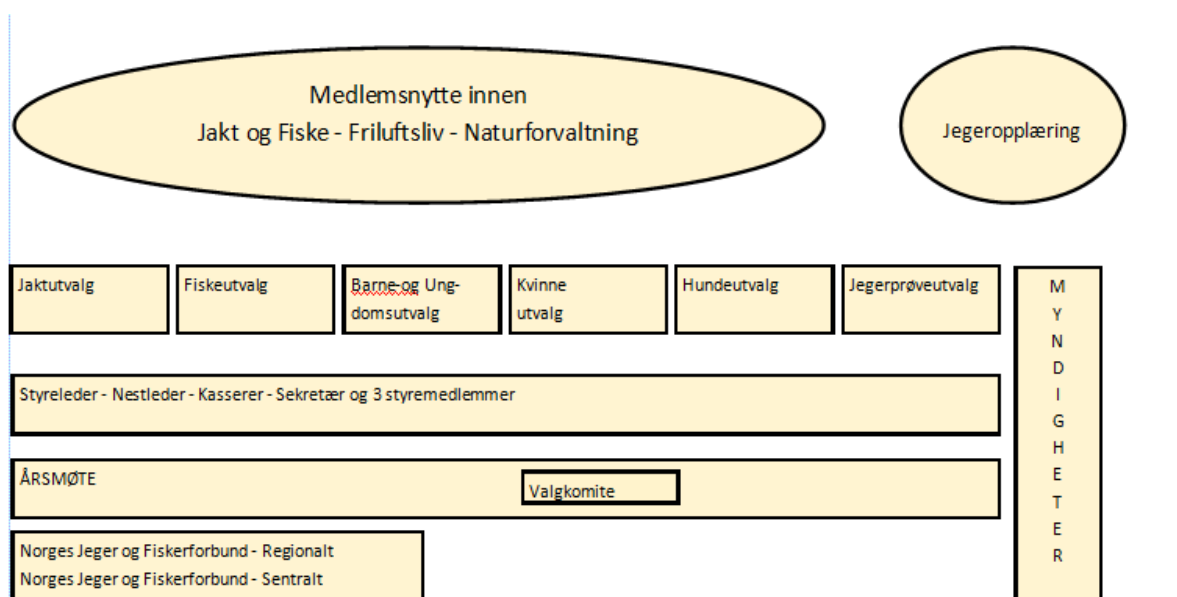 Medlemsnytte innen
Jakt og Fiske - Friluftsliv - Naturforvaltning
Jegeropplæring
Jaktutvalg
Fiskeutvalg
Barne-og Ung-
domsutvalg
Kvinne
utvalg
Hundeutvalg
Jegerprøveutvalg
M
Y
N
D
I
G
H
E
T
E
R
Styreleder - Nestleder - Kasserer - Sekretær og 3 styremedlemmer
ÅRSMØTE
Valgkomite
Norges Jeger og Fiskerforbund - Regionalt
Norges Jeger og Fiskerforbund - Sentralt